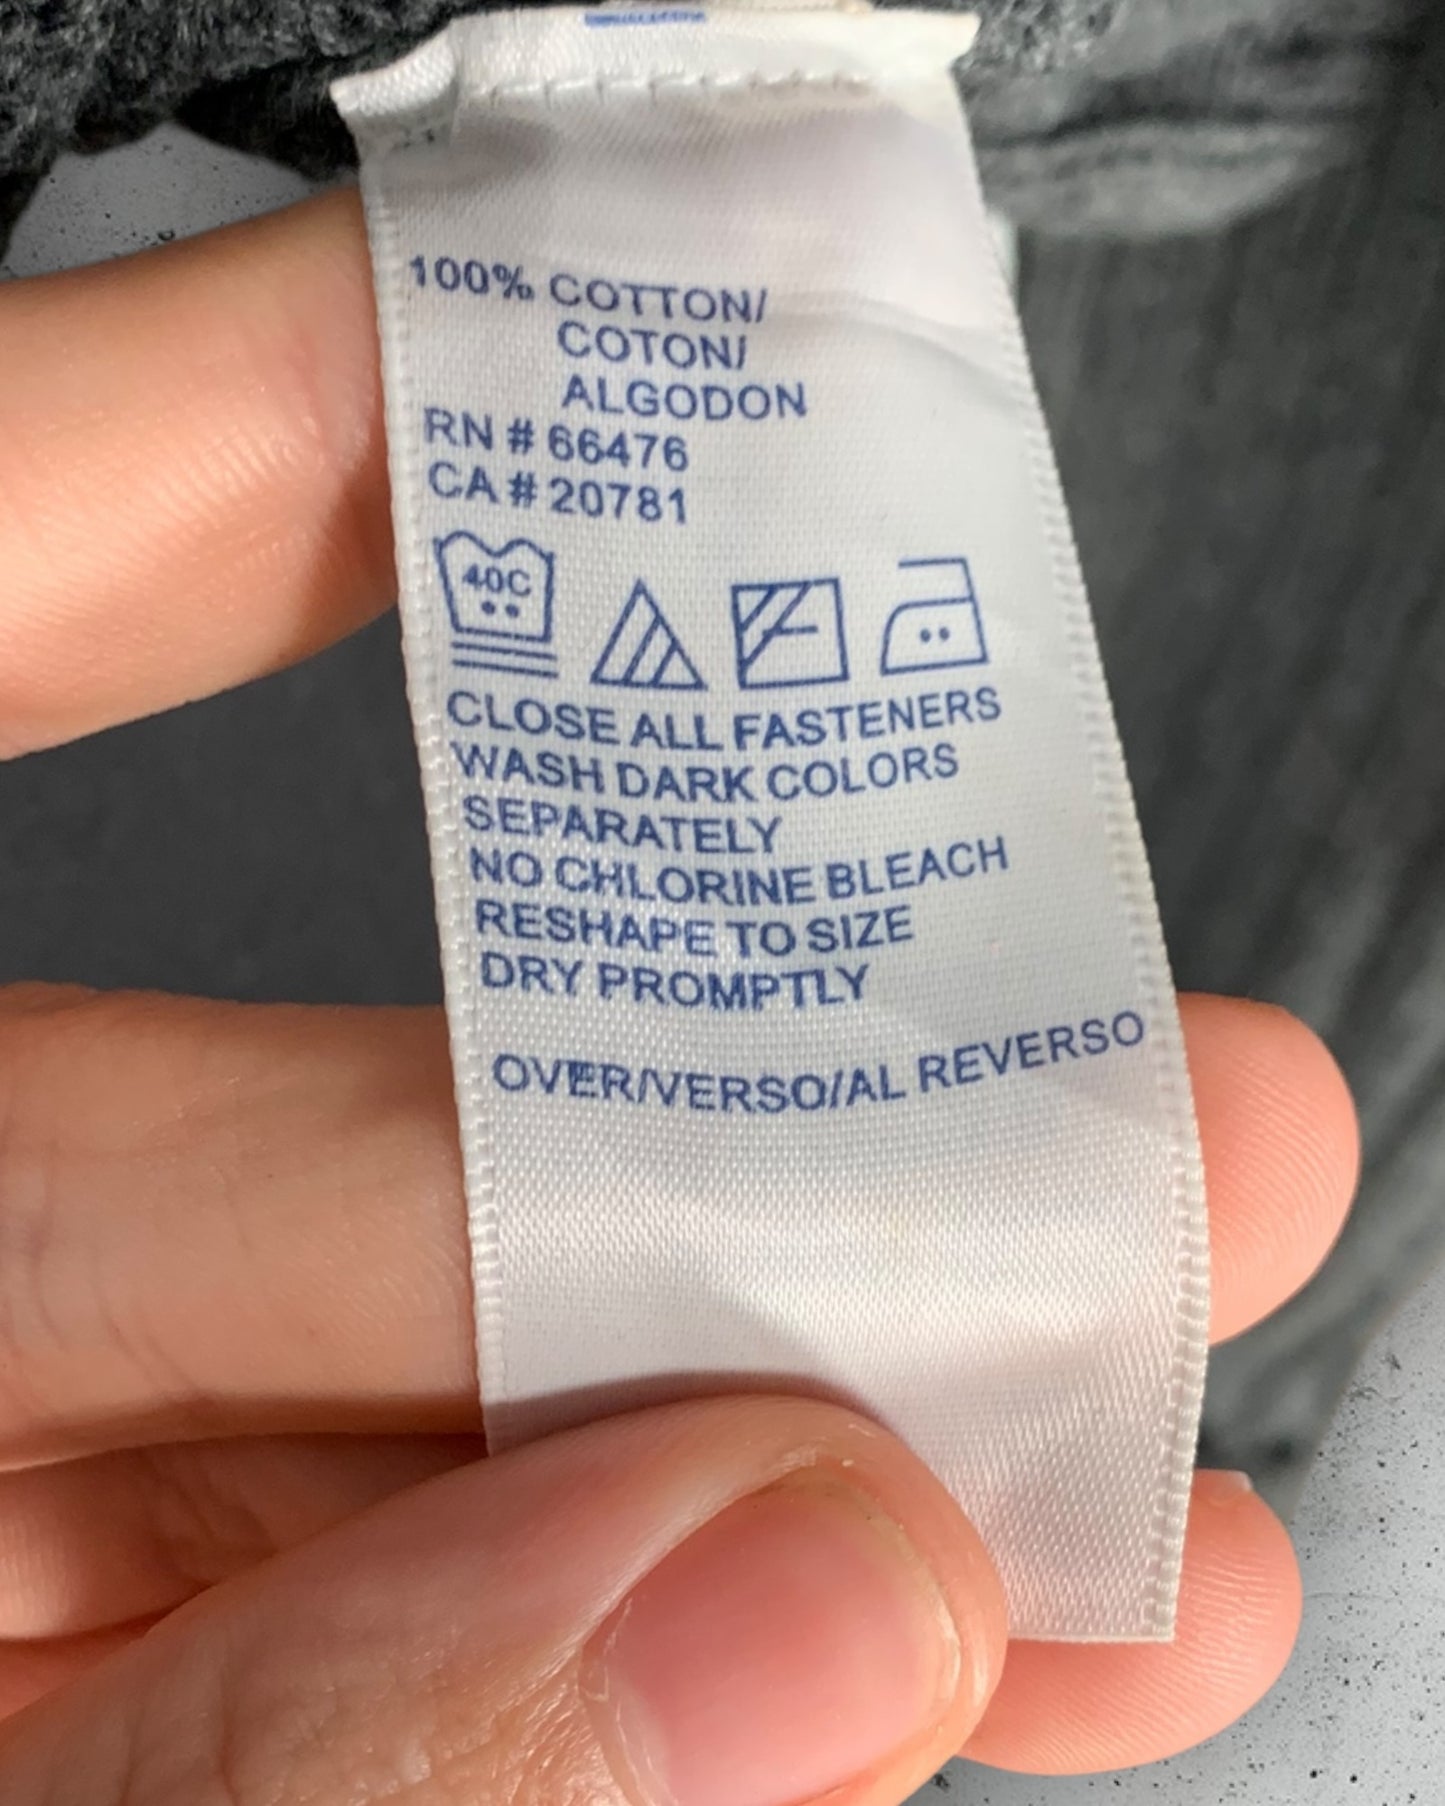 100% COTTON/
COTON/
ALGODON
RN # 66476
CA # 20781
40C
CLOSE ALL FASTENERS
WASH DARK COLORS
SEPARATELY
NO CHLORINE BLEACH
RESHAPE TO SIZE
DRY PROMPTLY
OVER/VERSO/AL REVERSO